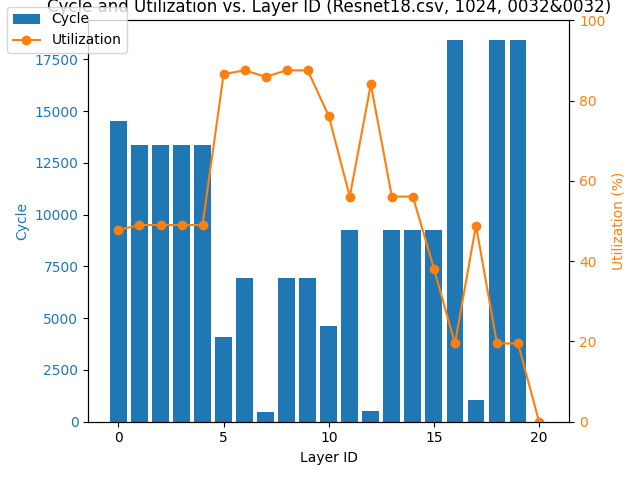 Cycle and Utilization vs. Layer ID (Resnet18.csv, 1024, 0032&0032)
Cycle
Utilization
17500
15000
12500
10000
7500
5000
2500
0
Cycle
100
80
60
40
20
0
Utilization (%)
0 5 10 15 20
Layer ID